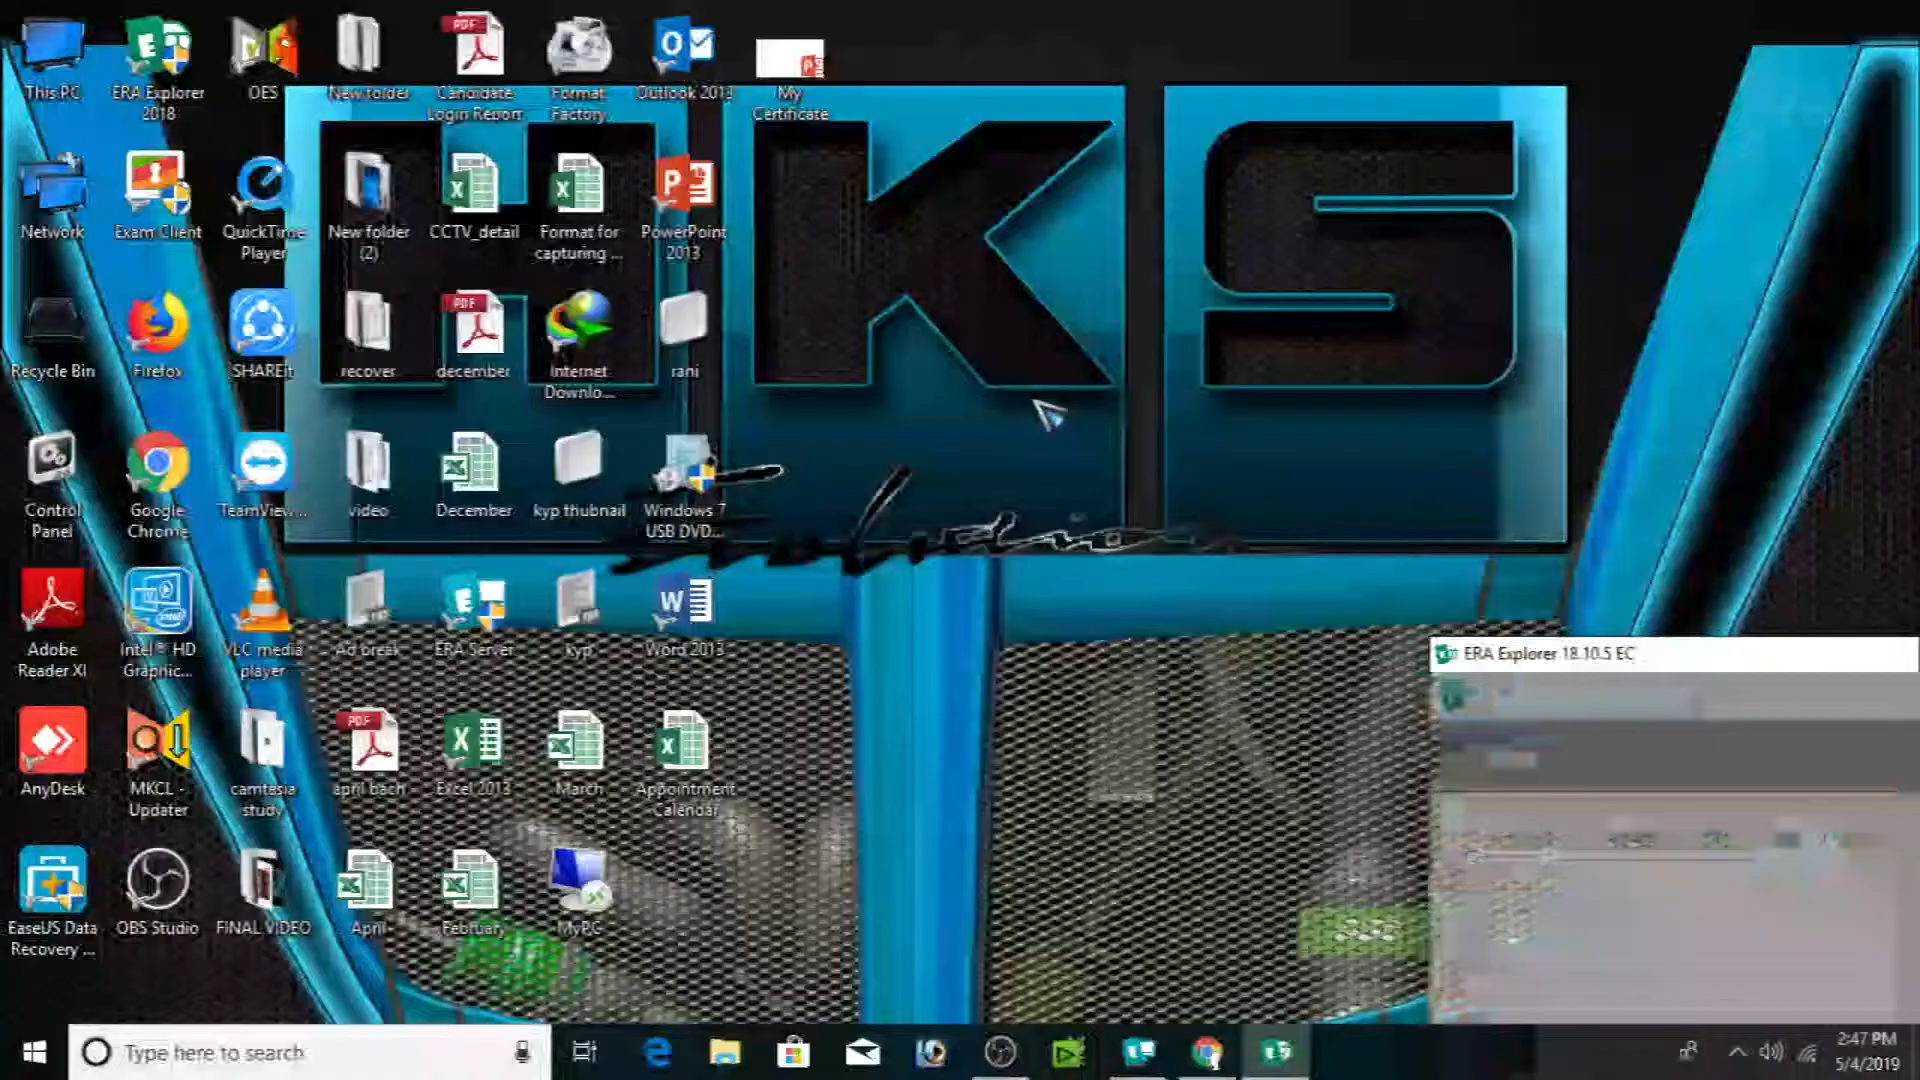 This PC
ERA Explorer
2018
OES
New folder
Candidate
Login Report
Format
Factory
Outlook 2013
My
Certificate
Network
Exam Client
QuickTime
Player
New folder
(2)
CCTV_detail
Format for
capturing ...
PowerPoint
2013
Recycle Bin
Firefox
SHAREit
recover
december
Internet
Downlo...
rani
Control
Panel
Google
Chrome
TeamView...
video
December
kyp thubnail
Windows 7
USB DVD...
Adobe
Reader XI
Intel® HD
Graphic...
VLC media
player
Ad break
ERA Server
kyp
Word 2013
AnyDesk
MKCL -
Updater
camtasia
study
april bach
Excel 2013
March
Appointment
Calendar
EaseUS Data
Recovery ...
OBS Studio
FINAL VIDEO
April
February
MyPC
HKS
ERA Explorer 18.10.5 EC
Type here to search
2:47 PM
5/4/2019